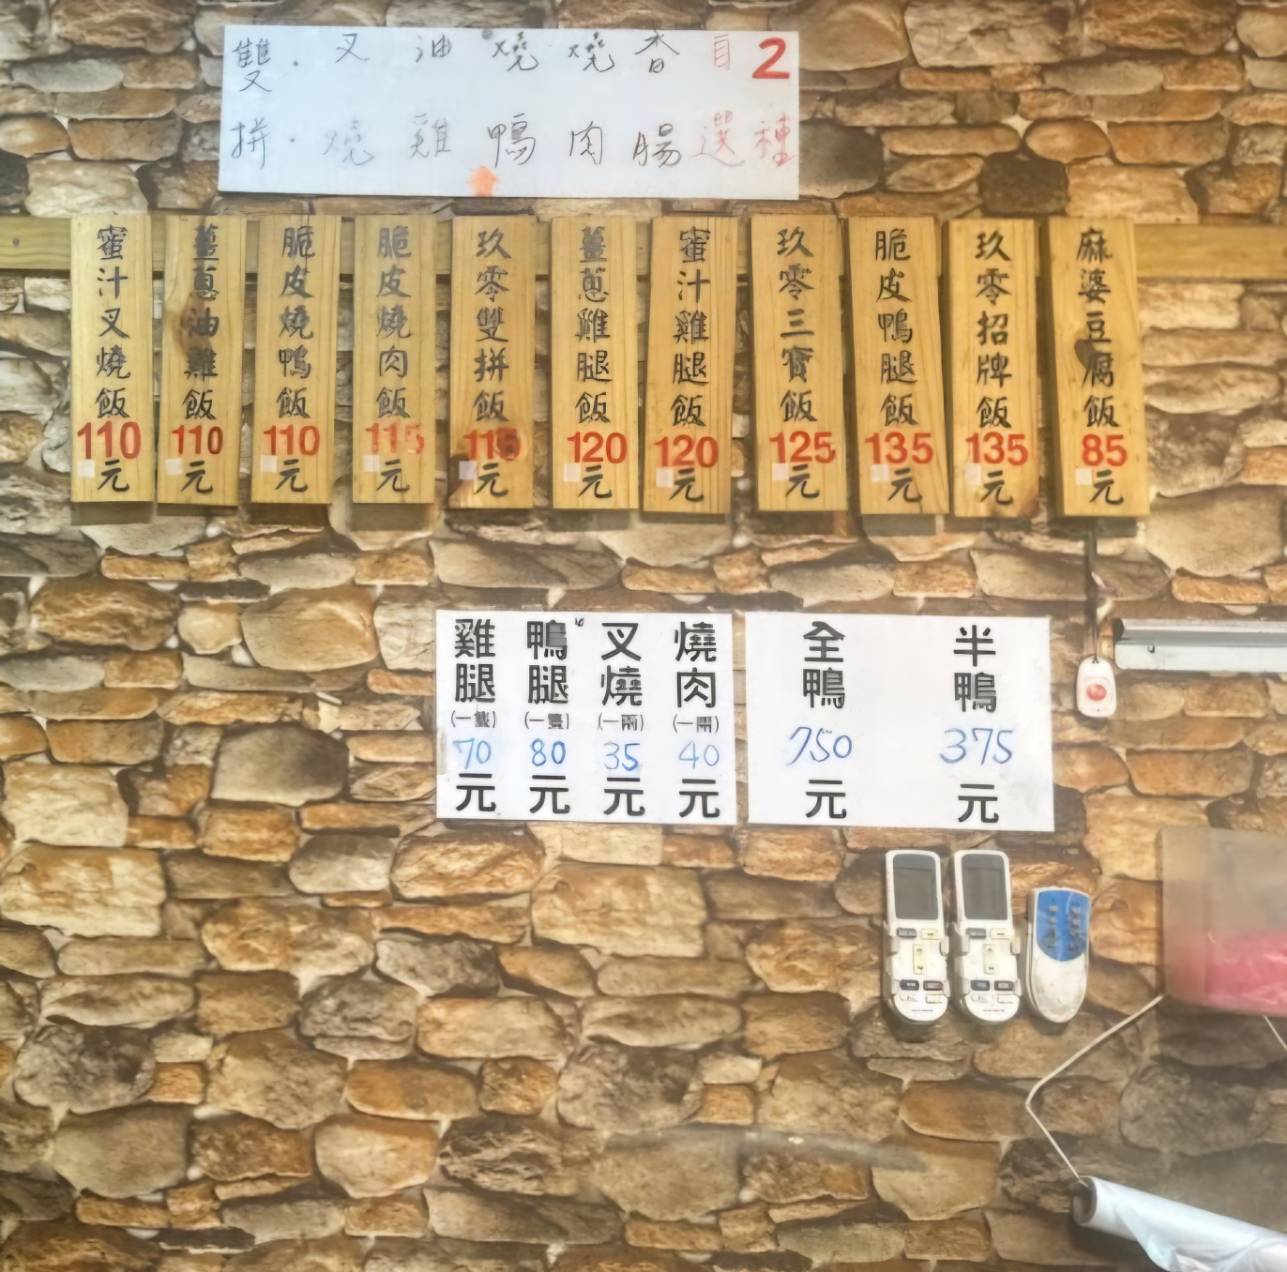 雙拼．叉燒 油雞 燒鴨 燒肉 香腸 自選2種
蜜汁叉燒飯110元
薑蔥油雞飯110元
脆皮燒鴨飯110元
脆皮燒肉飯115元
玖零雙拼飯115元
薑蔥雞腿飯120元
蜜汁雞腿飯120元
玖零三寶飯125元
脆皮鴨腿飯135元
玖零招牌飯135元
麻婆豆腐飯85元
雞腿(一隻)70元
鴨腿(一隻)80元
叉燒(一兩)35元
燒肉(一兩)40元
全鴨750元
半鴨375元